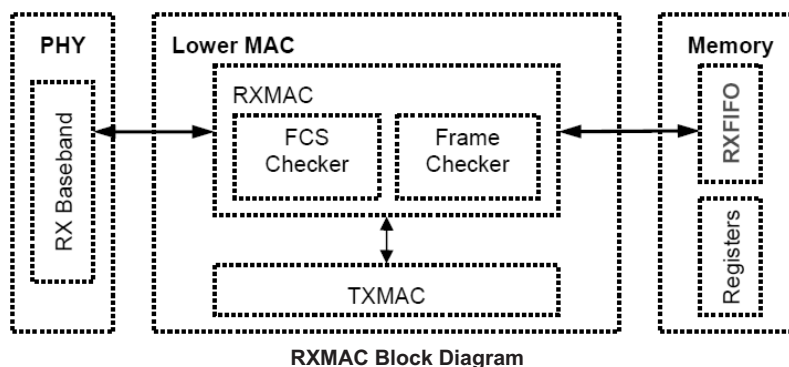 PHY
Lower MAC
Memory
RX Baseband
RXMAC
FCS
Checker
Frame
Checker
TXMAC
RXFIFO
Registers
RXMAC Block Diagram